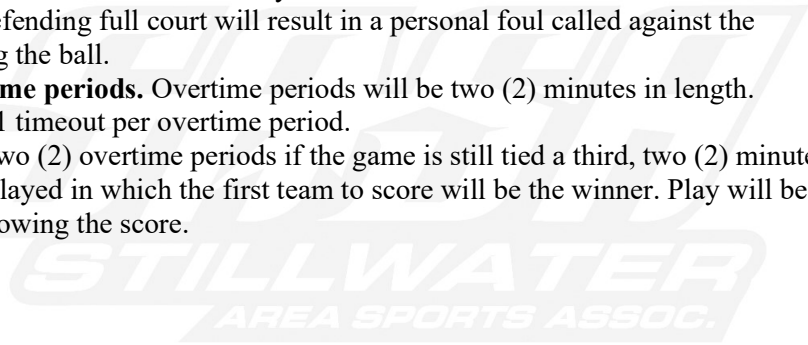 efending full court will result in a personal foul called against the
g the ball.
me periods. Overtime periods will be two (2) minutes in length.
1 timeout per overtime period.
wo (2) overtime periods if the game is still tied a third, two (2) minute
layed in which the first team to score will be the winner. Play will be
owing the score.
STILLWATER
AREA SPORTS ASSOC.